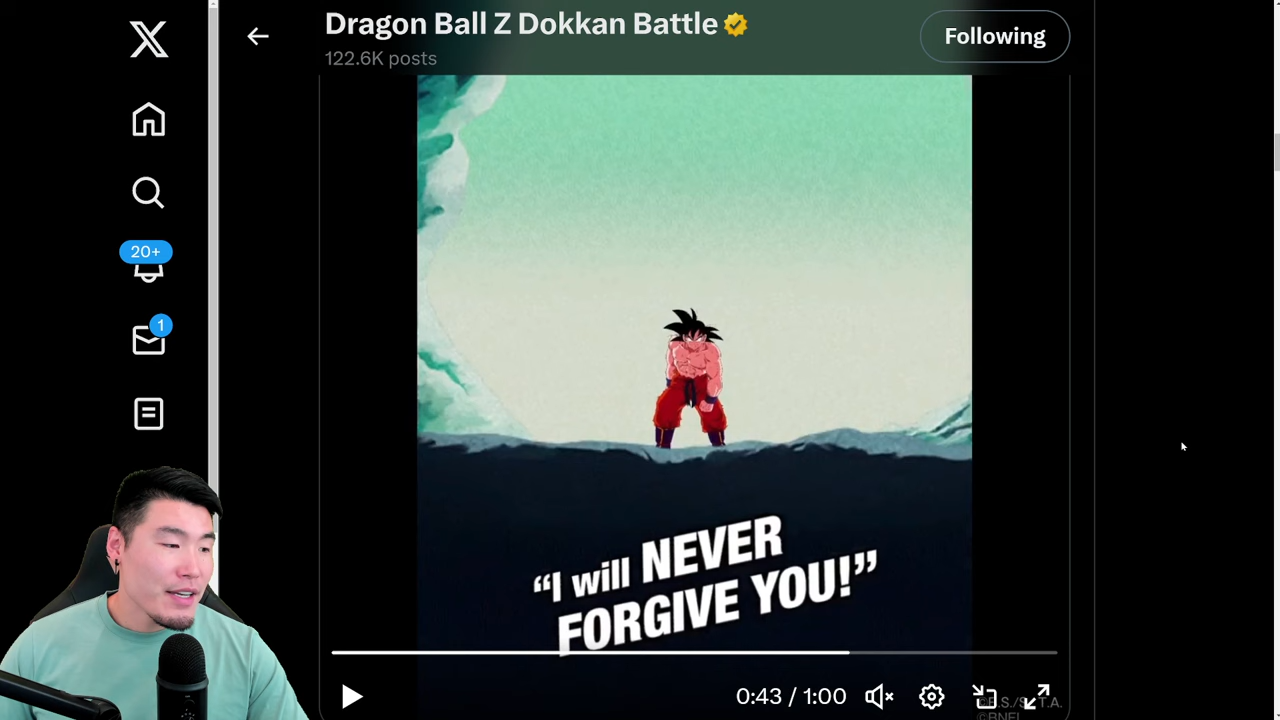 Dragon Ball Z Dokkan Battle
Following
122.6K posts
20+
1
“I will NEVER
FORGIVE YOU!”
0:43 / 1:00